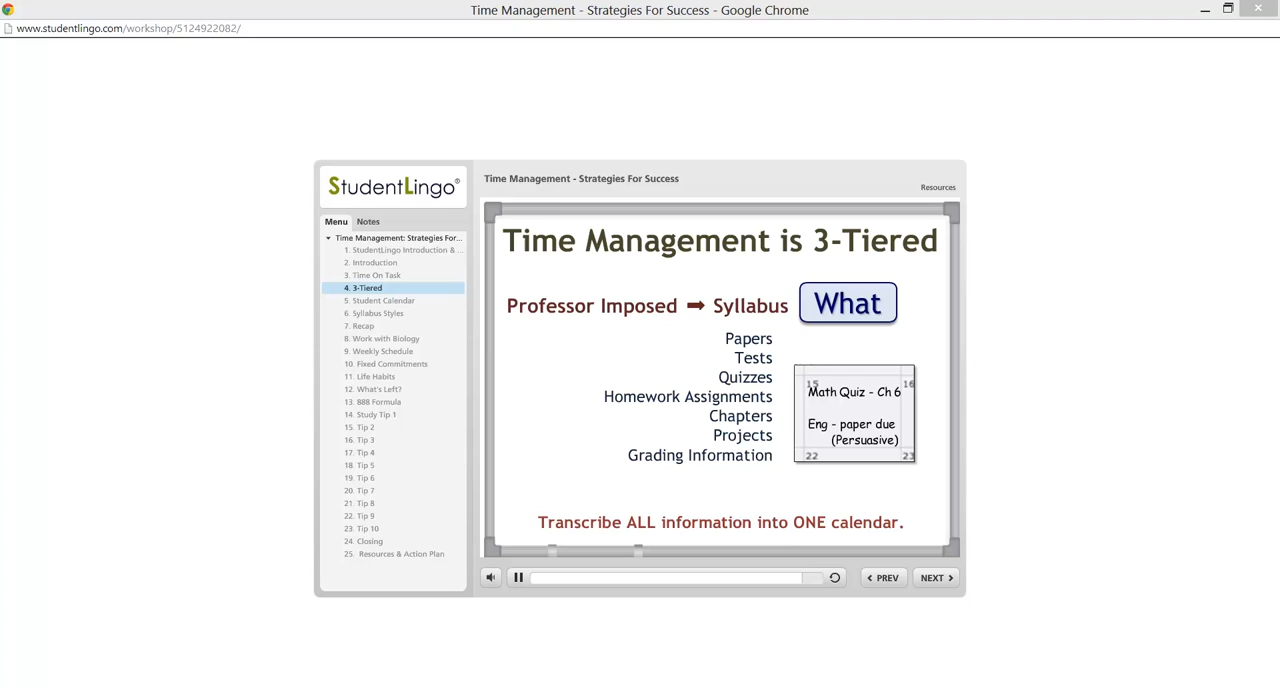 Time Management - Strategies For Success - Google Chrome
www.studentlingo.com/workshop/5124922082/
STUDENTLINGO®
Time Management - Strategies For Success
Resources
Menu Notes
Time Management: Strategies For...
1. StudentLingo Introduction & ...
2. Introduction
3. Time On Task
4. 3-Tiered
5. Student Calendar
6. Syllabus Styles
7. Recap
8. Work with Biology
9. Weekly Schedule
10. Fixed Commitments
11. Life Habits
12. What's Left?
13. 888 Formula
14. Study Tip 1
15. Tip 2
16. Tip 3
17. Tip 4
18. Tip 5
19. Tip 6
20. Tip 7
21. Tip 8
22. Tip 9
23. Tip 10
24. Closing
25. Resources & Action Plan
Time Management is 3-Tiered
Professor Imposed ➡ Syllabus What
Papers
Tests
Quizzes
Homework Assignments
Chapters
Projects
Grading Information
15 16
Math Quiz - Ch 6
Eng - paper due
(Persuasive)
22 23
Transcribe ALL information into ONE calendar.
< PREV NEXT >